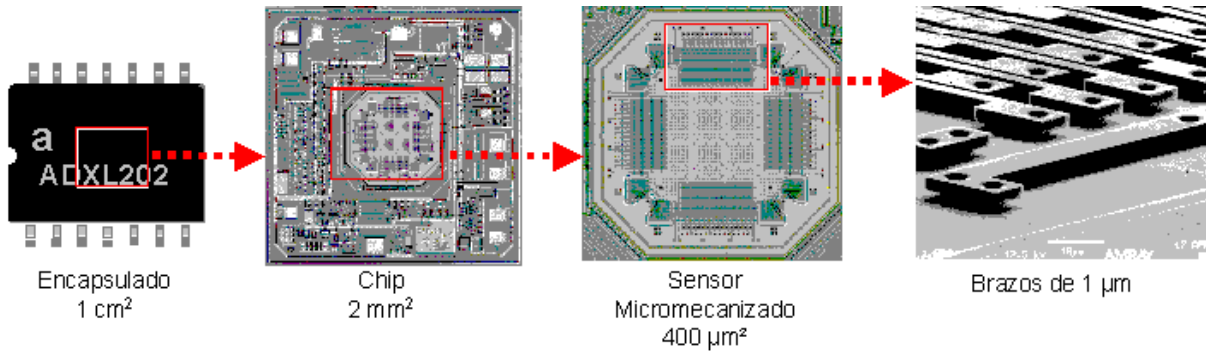 a
ADXL202
Encapsulado
1 cm²
Chip
2 mm²
Sensor
Micromecanizado
400 µm²
Brazos de 1 µm